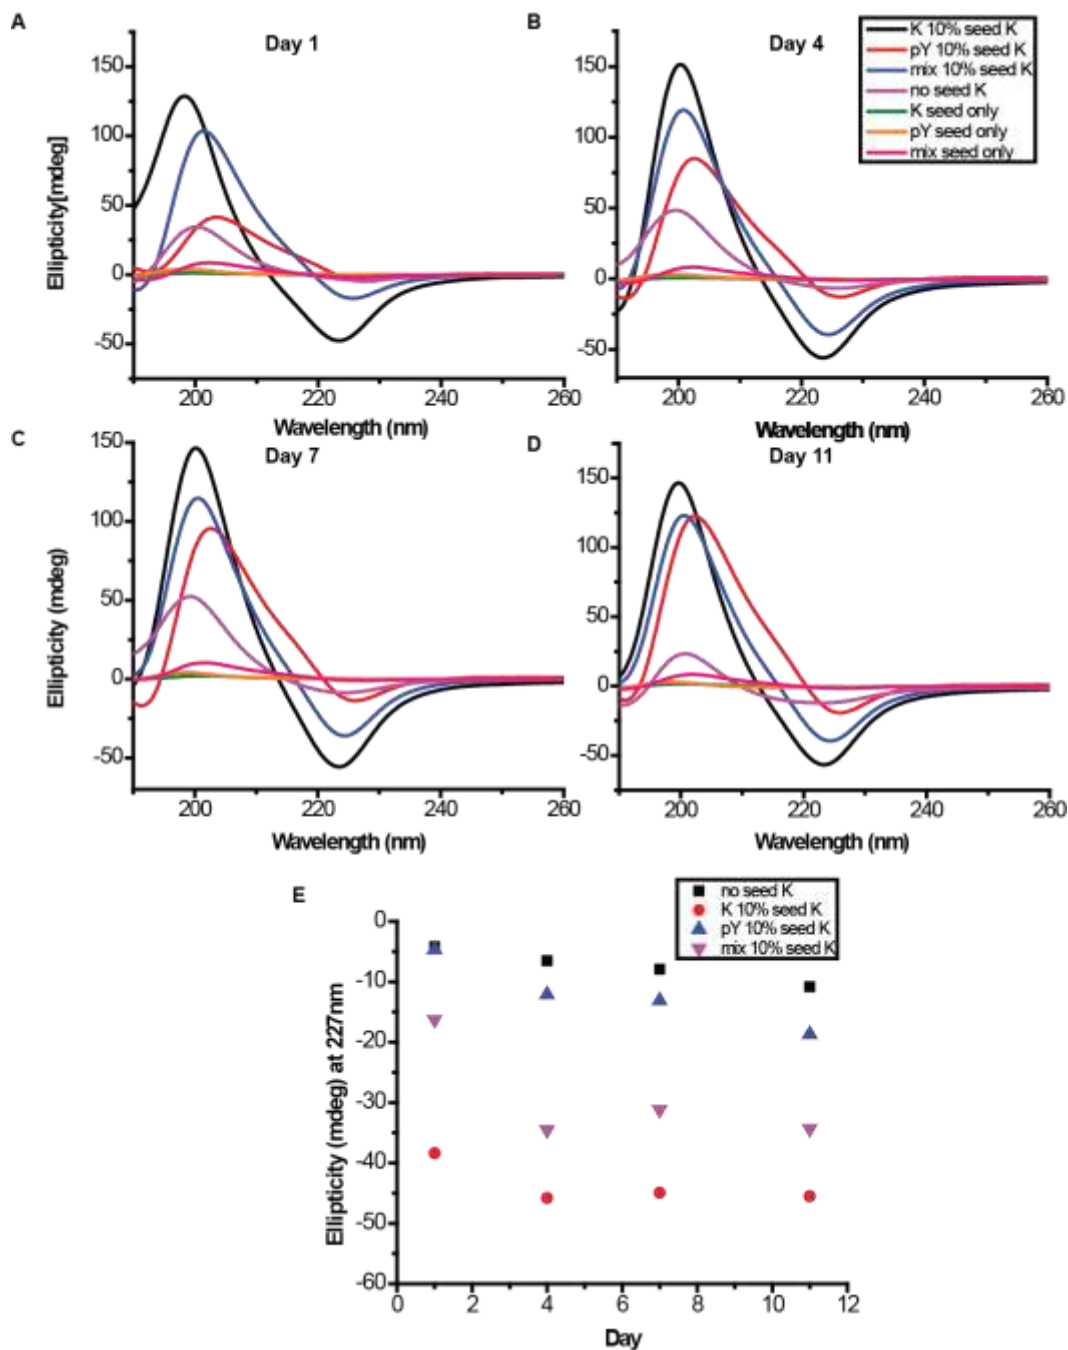 A
Day 1
Ellipticity[mdeg]
150
100
50
0
-50
200
220
240
260
Wavelength (nm)
B
Day 4
K 10% seed K
pY 10% seed K
mix 10% seed K
no seed K
K seed only
pY seed only
mix seed only
150
100
50
0
-50
200
220
240
260
Wavelength (nm)
C
Day 7
Ellipticity (mdeg)
150
100
50
0
-50
200
220
240
260
Wavelength (nm)
D
Day 11
150
100
50
0
-50
200
220
240
260
Wavelength (nm)
E
no seed K
K 10% seed K
pY 10% seed K
mix 10% seed K
Ellipticity (mdeg) at 227nm
0
-10
-20
-30
-40
-50
-60
0
2
4
6
8
10
12
Day